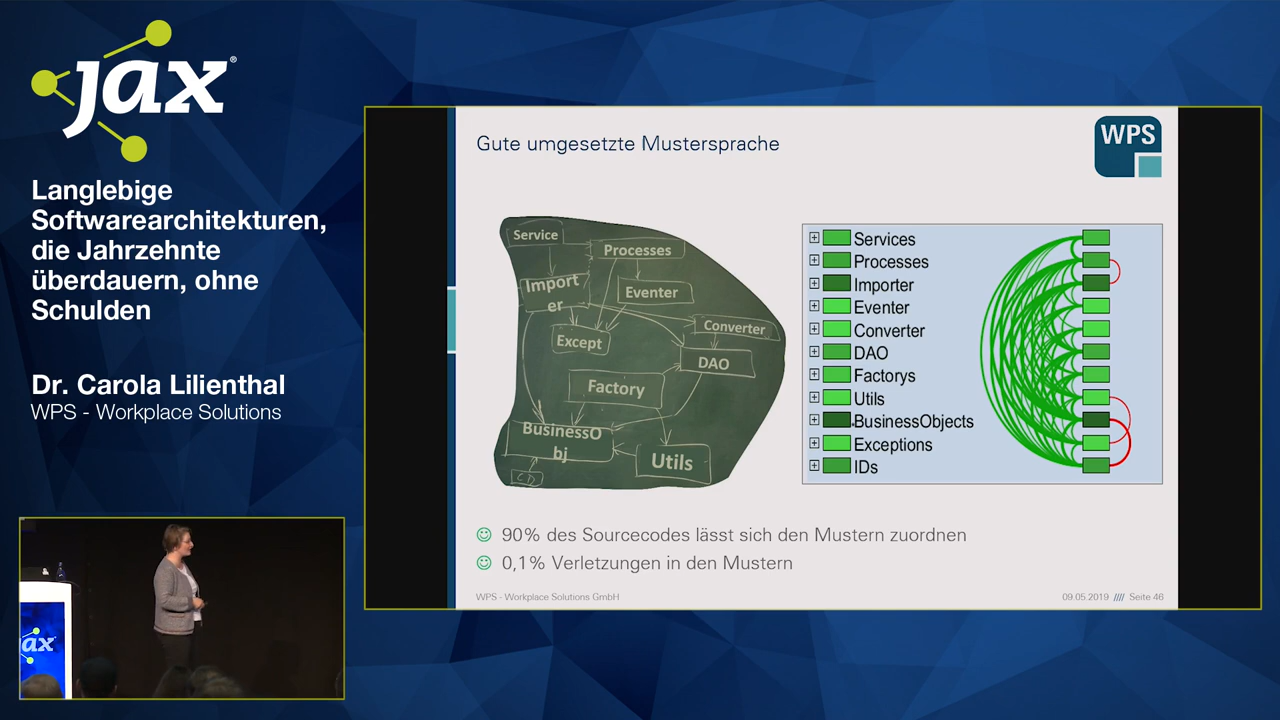 jax®
Langlebige
Softwarearchitekturen,
die Jahrzehnte
überdauern, ohne
Schulden
Dr. Carola Lilienthal
WPS - Workplace Solutions
Gute umgesetzte Mustersprache
WPS
Service
Processes
Import
er
Eventer
Except
Converter
DAO
Factory
BusinessO
bj
Utils
Services
Processes
Importer
Eventer
Converter
DAO
Factorys
Utils
BusinessObjects
Exceptions
IDs
90% des Sourcecodes lässt sich den Mustern zuordnen
0,1% Verletzungen in den Mustern
WPS - Workplace Solutions GmbH
09.05.2019 //// Seite 46
ax